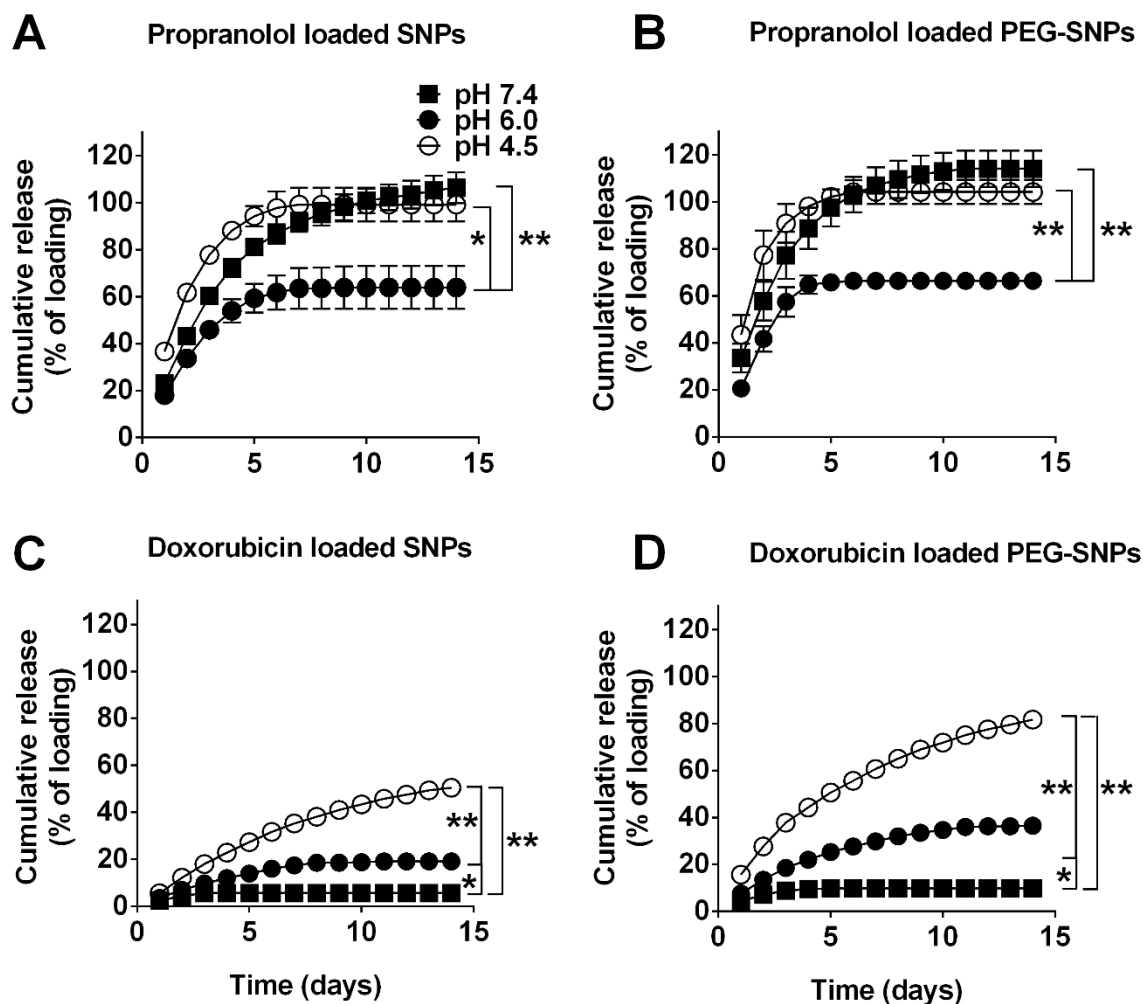 A
Propranolol loaded SNPs
pH 7.4
pH 6.0
pH 4.5
Cumulative release
(% of loading)
120
100
80
60
40
20
0
0
5
10
15
*
**
B
Propranolol loaded PEG-SNPs
Cumulative release
(% of loading)
120
100
80
60
40
20
0
0
5
10
15
**
**
C
Doxorubicin loaded SNPs
Cumulative release
(% of loading)
120
100
80
60
40
20
0
0
5
10
15
Time (days)
**
*
**
D
Doxorubicin loaded PEG-SNPs
Cumulative release
(% of loading)
120
100
80
60
40
20
0
0
5
10
15
Time (days)
**
*
**